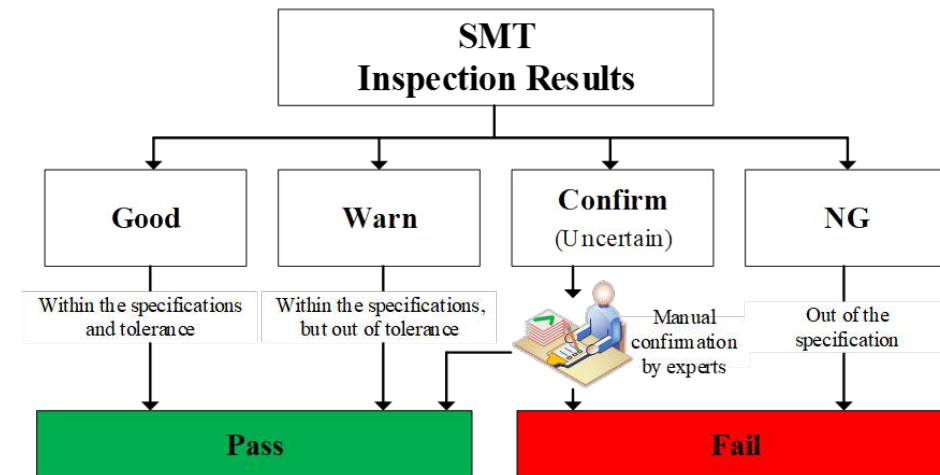 SMT
Inspection Results
Good
Warn
Confirm
(Uncertain)
NG
Within the specifications
and tolerance
Within the specifications,
but out of tolerance
Manual
confirmation
by experts
Out of the
specification
Pass
Fail